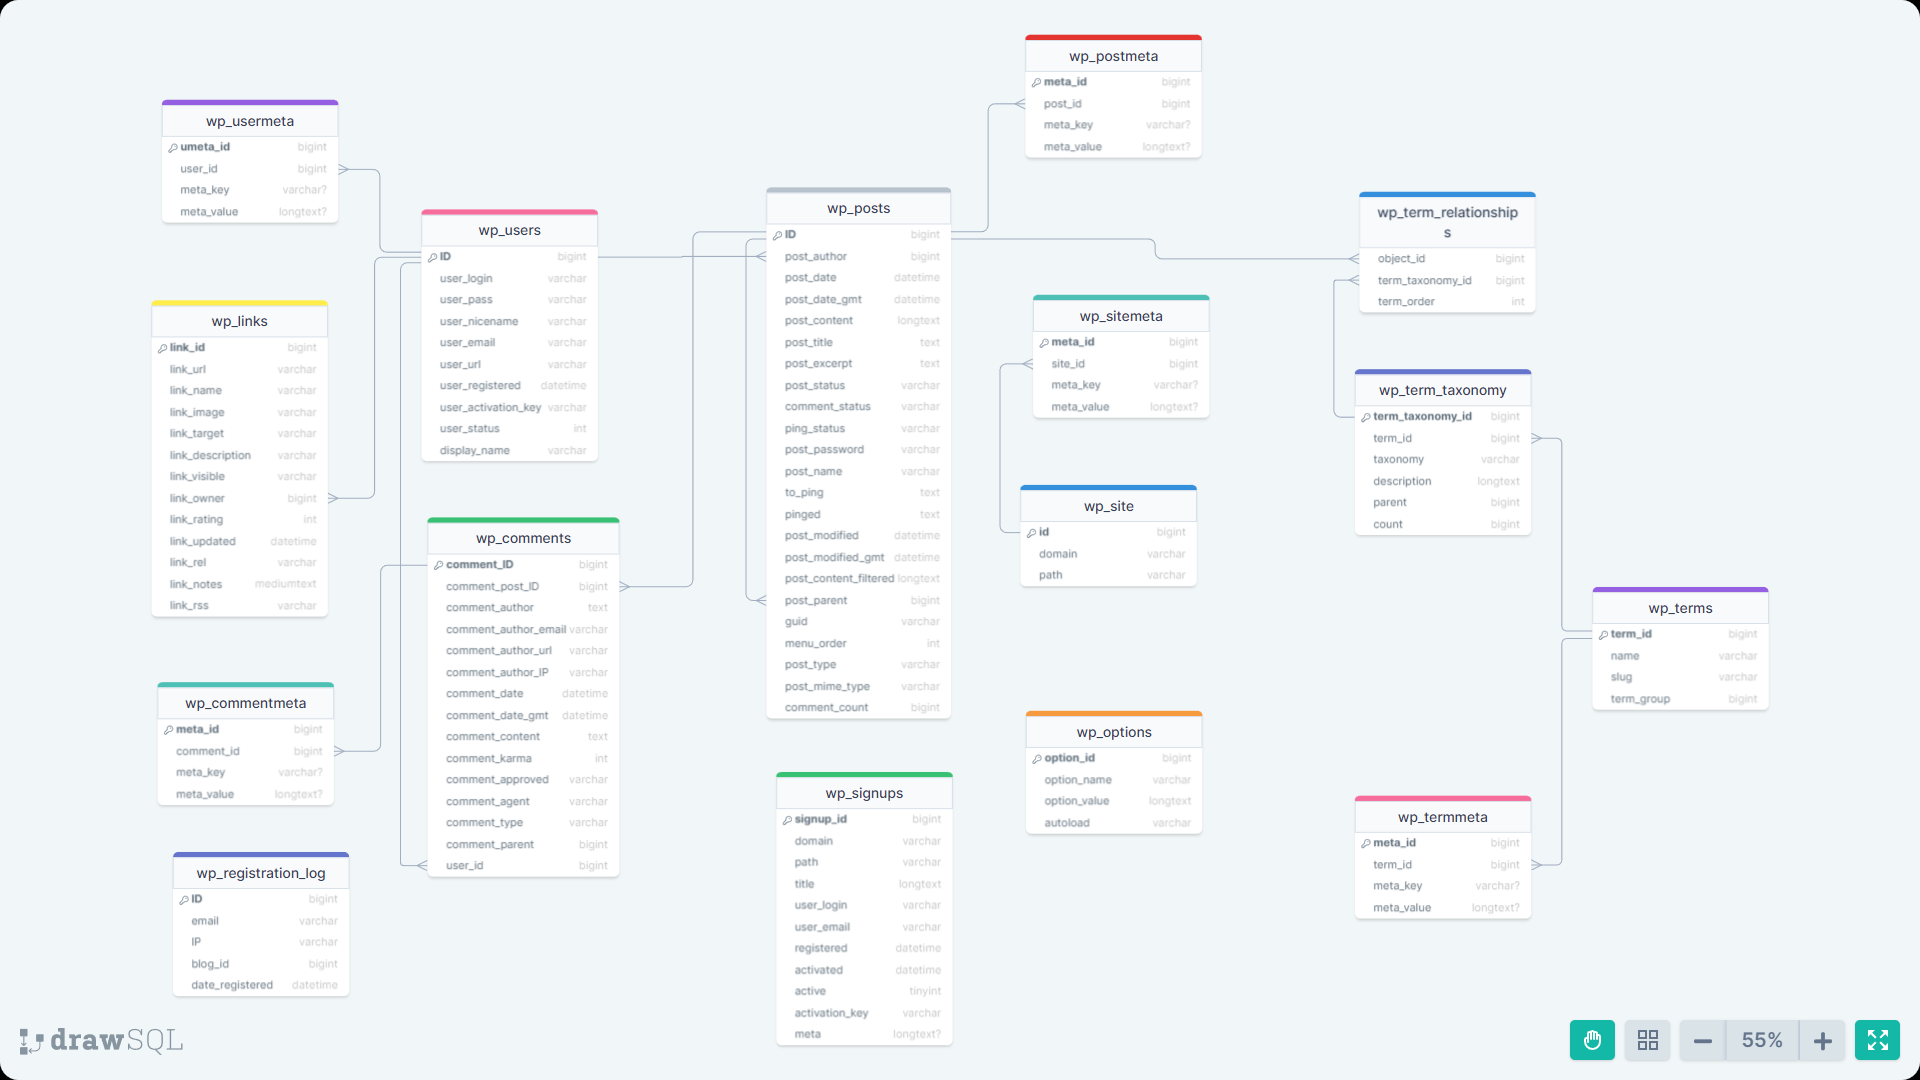 wp_usermeta
umeta_id bigint
user_id bigint
meta_key varchar?
meta_value longtext?
wp_links
link_id bigint
link_url varchar
link_name varchar
link_image varchar
link_target varchar
link_description varchar
link_visible varchar
link_owner bigint
link_rating int
link_updated datetime
link_rel varchar
link_notes mediumtext
link_rss varchar
wp_commentmeta
meta_id bigint
comment_id bigint
meta_key varchar?
meta_value longtext?
wp_registration_log
ID bigint
email varchar
IP varchar
blog_id bigint
date_registered datetime
wp_users
ID bigint
user_login varchar
user_pass varchar
user_nicename varchar
user_email varchar
user_url varchar
user_registered datetime
user_activation_key varchar
user_status int
display_name varchar
wp_comments
comment_ID bigint
comment_post_ID bigint
comment_author text
comment_author_email varchar
comment_author_url varchar
comment_author_IP varchar
comment_date datetime
comment_date_gmt datetime
comment_content text
comment_karma int
comment_approved varchar
comment_agent varchar
comment_type varchar
comment_parent bigint
user_id bigint
wp_posts
ID bigint
post_author bigint
post_date datetime
post_date_gmt datetime
post_content longtext
post_title text
post_excerpt text
post_status varchar
comment_status varchar
ping_status varchar
post_password varchar
post_name varchar
to_ping text
pinged text
post_modified datetime
post_modified_gmt datetime
post_content_filtered longtext
post_parent bigint
guid varchar
menu_order int
post_type varchar
post_mime_type varchar
comment_count bigint
wp_signups
signup_id bigint
domain varchar
path varchar
title longtext
user_login varchar
user_email varchar
registered datetime
activated datetime
active tinyint
activation_key varchar
meta longtext?
wp_postmeta
meta_id bigint
post_id bigint
meta_key varchar?
meta_value longtext?
wp_sitemeta
meta_id bigint
site_id bigint
meta_key varchar?
meta_value longtext?
wp_site
id bigint
domain varchar
path varchar
wp_options
option_id bigint
option_name varchar
option_value longtext
autoload varchar
wp_term_relationship
s
object_id bigint
term_taxonomy_id bigint
term_order int
wp_term_taxonomy
term_taxonomy_id bigint
term_id bigint
taxonomy varchar
description longtext
parent bigint
count bigint
wp_terms
term_id bigint
name varchar
slug varchar
term_group bigint
wp_termmeta
meta_id bigint
term_id bigint
meta_key varchar?
meta_value longtext?
drawSQL
55%